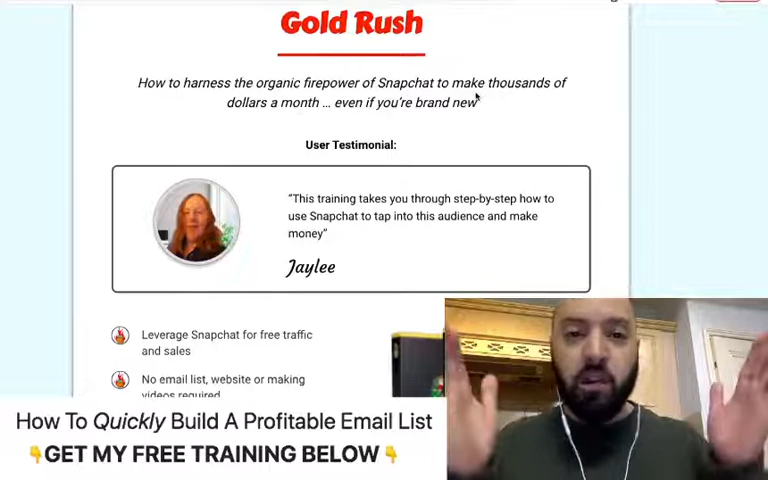 Gold Rush
How to harness the organic firepower of Snapchat to make thousands of
dollars a month ... even if you're brand new"
User Testimonial:
"This training takes you through step-by-step how to
use Snapchat to tap into this audience and make
money"
Jaylee
Leverage Snapchat for free traffic
and sales
No email list, website or making
videos required
How To Quickly Build A Profitable Email List
👇GET MY FREE TRAINING BELOW👇